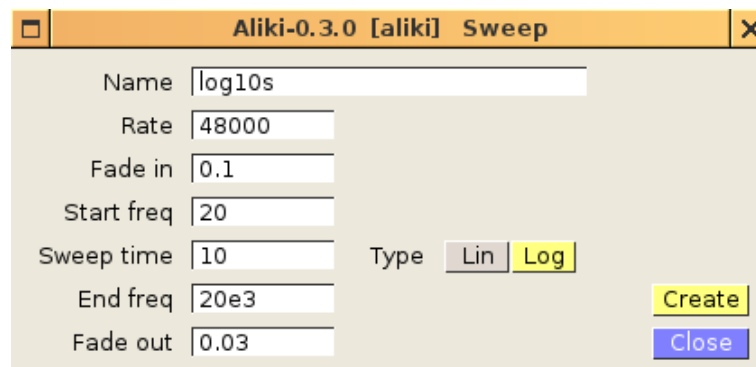 Aliki-0.3.0 [aliki] Sweep
Name log10s
Rate 48000
Fade in 0.1
Start freq 20
Sweep time 10 Type Lin Log
End freq 20e3 Create
Fade out 0.03 Close